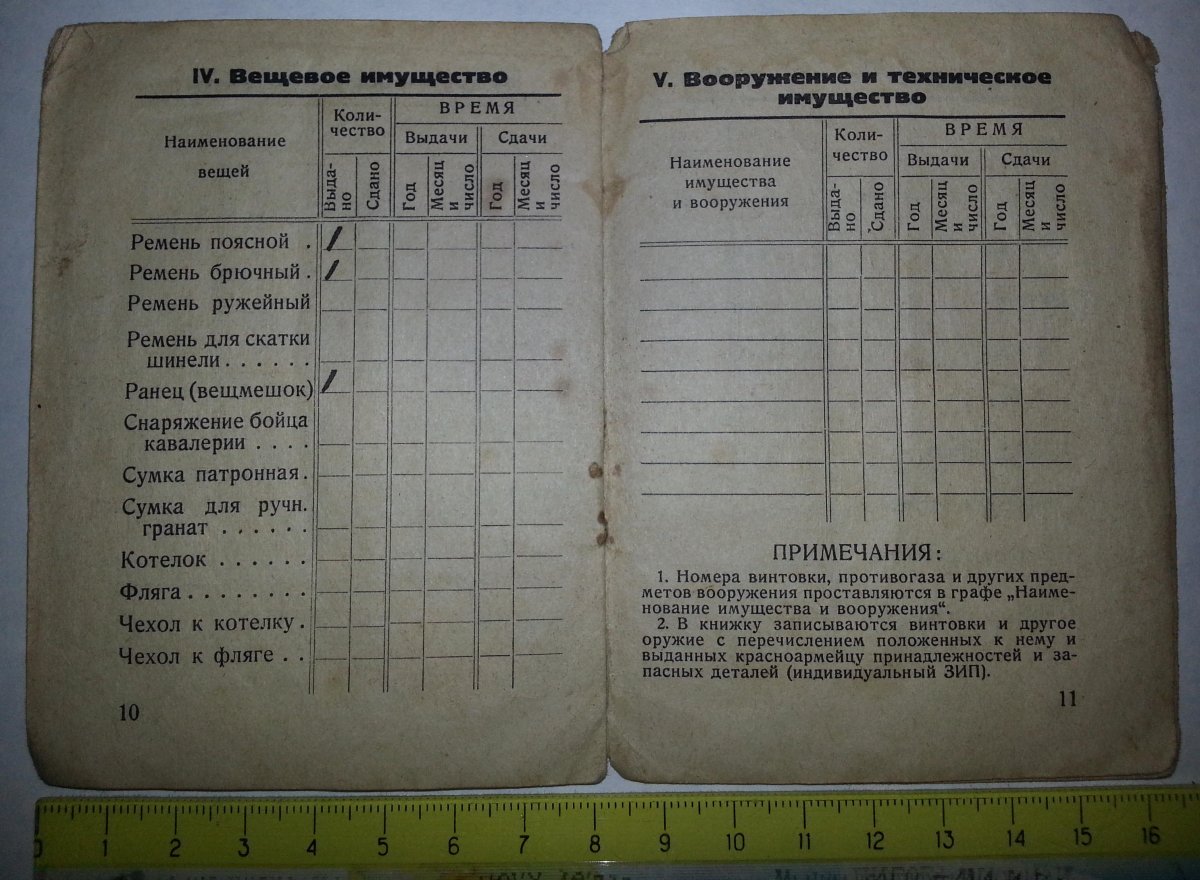 IV. Вещевое имущество
Наименование
вещей
Коли-
чество
ВРЕМЯ
Выдачи
Сдачи
Выда-
но
Сдано
Год
Месяц
и
число
Год
Месяц
и
число
Ремень поясной . /
Ремень брючный . /
Ремень ружейный
Ремень для скатки
шинели . . . . . .
Ранец (вещмешок) /
Снаряжение бойца
кавалерии . . . .
Сумка патронная .
Сумка для ручн.
гранат . . . . . .
Котелок . . . . . .
Фляга . . . . . . . .
Чехол к котелку .
Чехол к фляге . .
10
V. Вооружение и техническое
имущество
Наименование
имущества
и вооружения
Коли-
чество
ВРЕМЯ
Выдачи
Сдачи
Выда-
но
Сдано
Год
Месяц
и
число
Год
Месяц
и
число
ПРИМЕЧАНИЯ:
1. Номера винтовки, противогаза и других пред-
метов вооружения проставляются в графе „Наиме-
нование имущества и вооружения“.
2. В книжку записываются винтовки и другое
оружие с перечислением положенных к нему и
выданных красноармейцу принадлежностей и за-
пасных деталей (индивидуальный ЗИП).
11
0 1 2 3 4 5 6 7 8 9 10 11 12 13 14 15 16